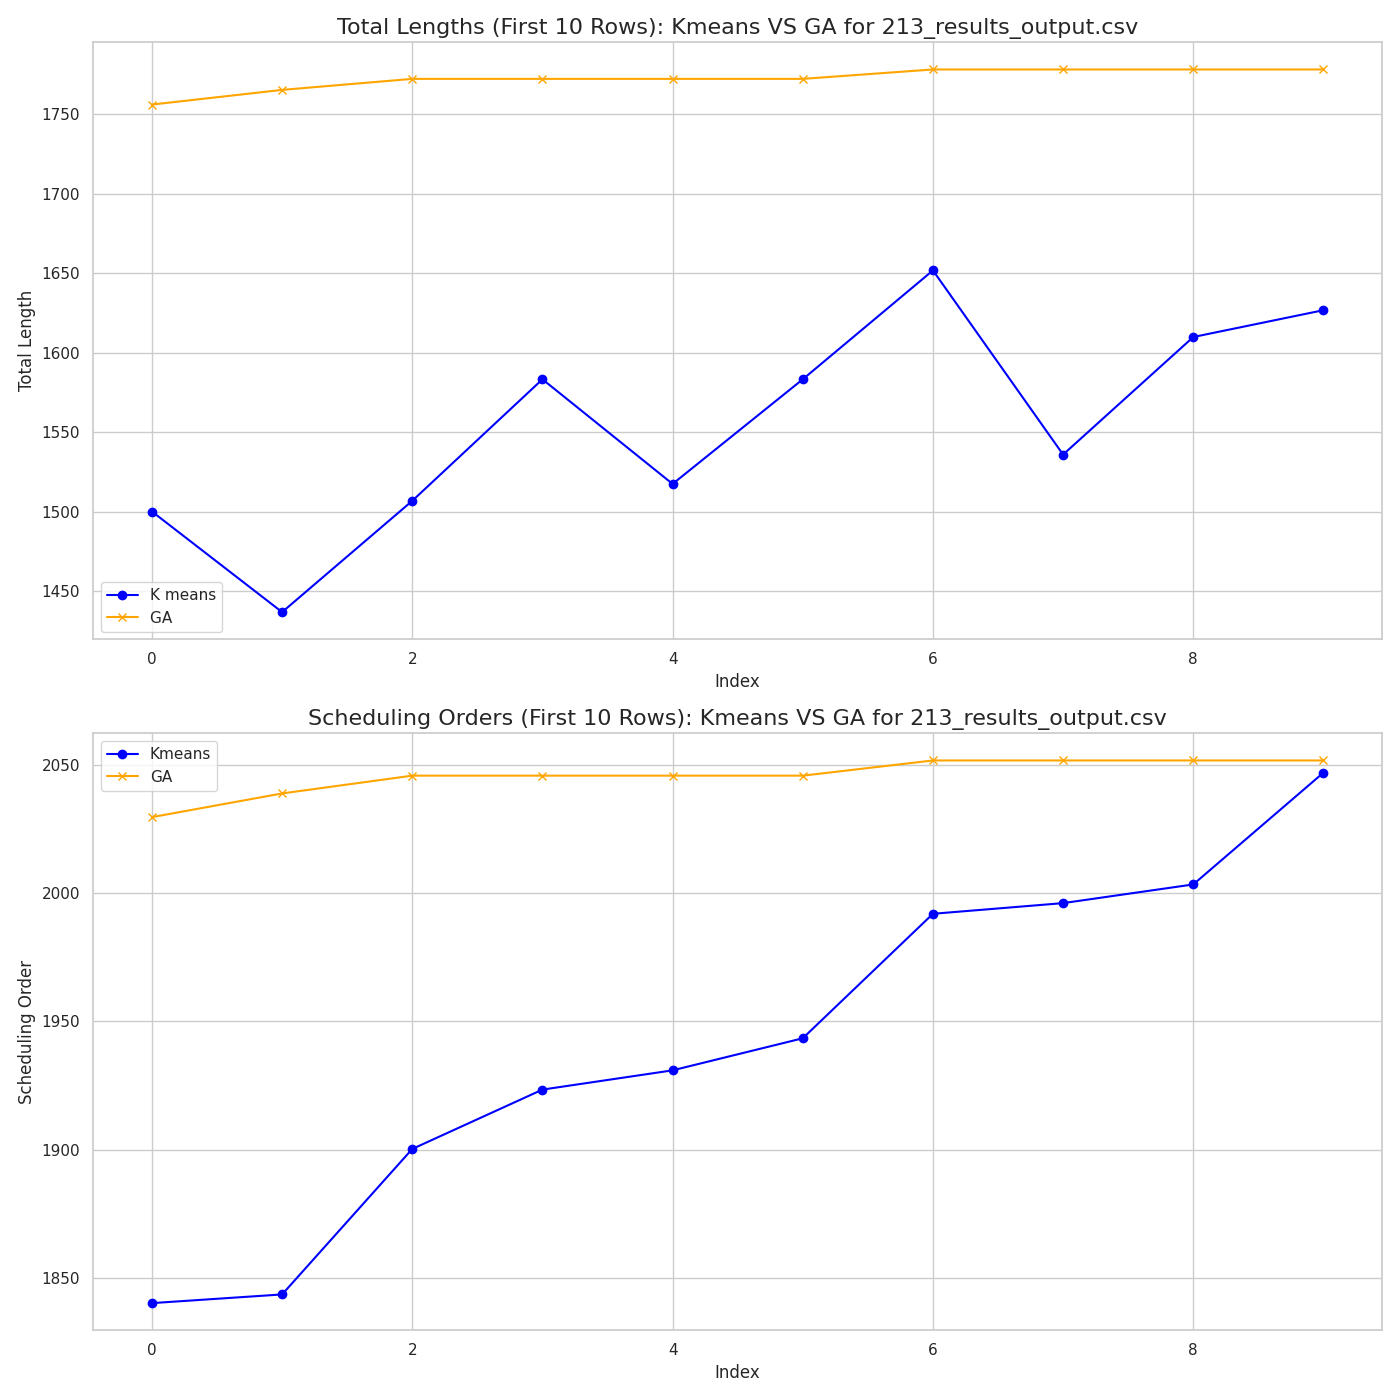 Total Lengths (First 10 Rows): Kmeans VS GA for 213_results_output.csv
Total Length
1750
1700
1650
1600
1550
1500
1450
K means
GA
0 2 4 6 8
Index
Scheduling Orders (First 10 Rows): Kmeans VS GA for 213_results_output.csv
Scheduling Order
Kmeans
GA
2050
2000
1950
1900
1850
0 2 4 6 8
Index